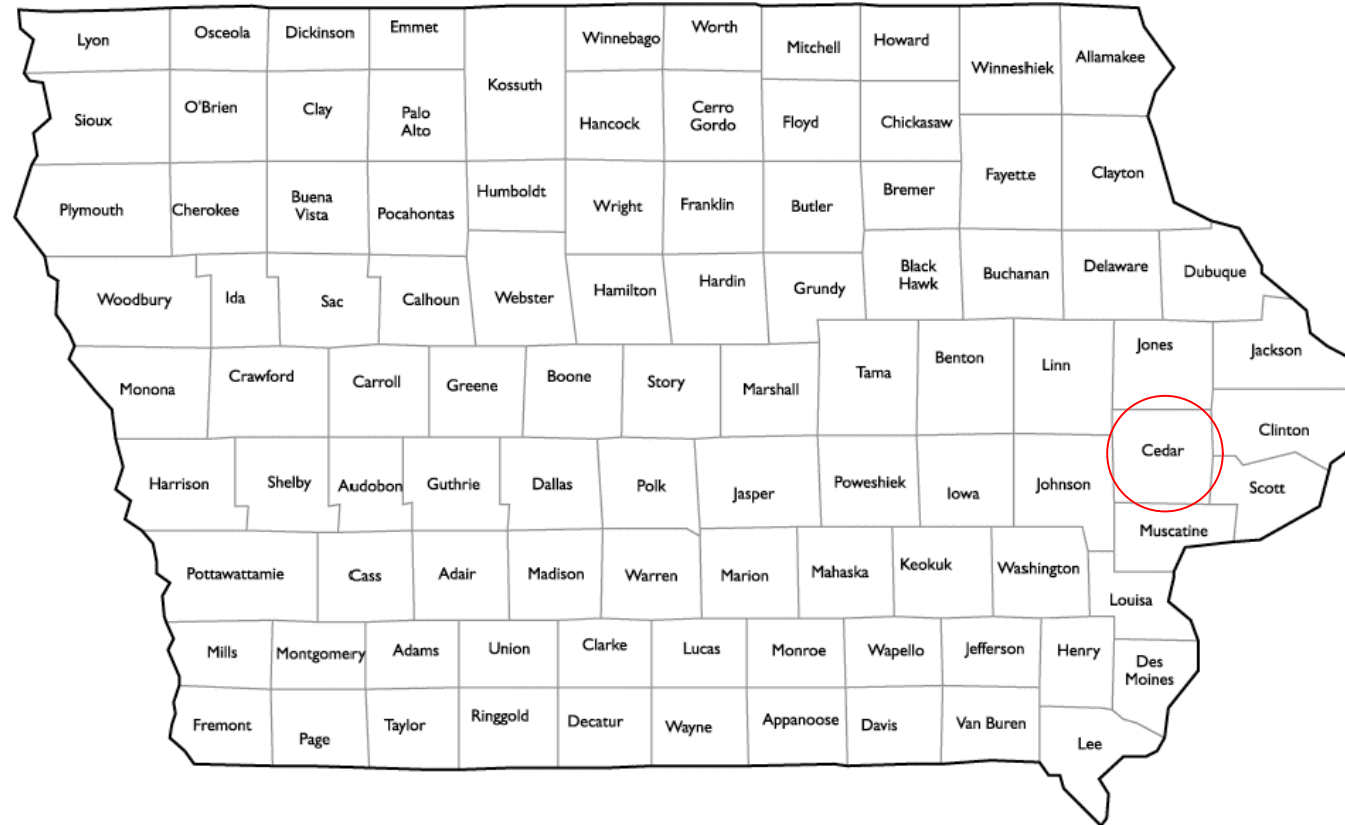 Lyon
Osceola
Dickinson
Emmet
Winnebago
Worth
Mitchell
Howard
Winneshiek
Allamakee
Kossuth
Sioux
O'Brien
Clay
Palo
Alto
Hancock
Cerro
Gordo
Floyd
Chickasaw
Fayette
Clayton
Plymouth
Cherokee
Buena
Vista
Pocahontas
Humboldt
Wright
Franklin
Butler
Bremer
Woodbury
Ida
Sac
Calhoun
Webster
Hamilton
Hardin
Grundy
Black
Hawk
Buchanan
Delaware
Dubuque
Monona
Crawford
Carroll
Greene
Boone
Story
Marshall
Tama
Benton
Linn
Jones
Jackson
Harrison
Shelby
Audobon
Guthrie
Dallas
Polk
Jasper
Poweshiek
Iowa
Johnson
Cedar
Clinton
Scott
Muscatine
Pottawattamie
Cass
Adair
Madison
Warren
Marion
Mahaska
Keokuk
Washington
Louisa
Mills
Montgomery
Adams
Union
Clarke
Lucas
Monroe
Wapello
Jefferson
Henry
Des
Moines
Fremont
Page
Taylor
Ringgold
Decatur
Wayne
Appanoose
Davis
Van Buren
Lee